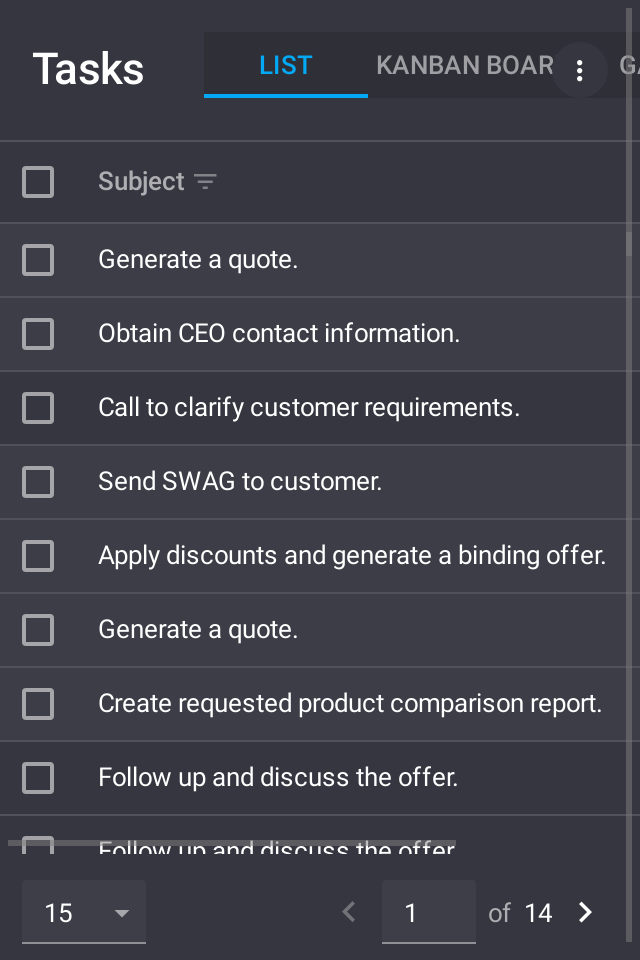 Tasks
LIST
KANBAN BOAR
Subject
Generate a quote.
Obtain CEO contact information.
Call to clarify customer requirements.
Send SWAG to customer.
Apply discounts and generate a binding offer.
Generate a quote.
Create requested product comparison report.
Follow up and discuss the offer.
Follow up and discuss the offer
15
1 of 14